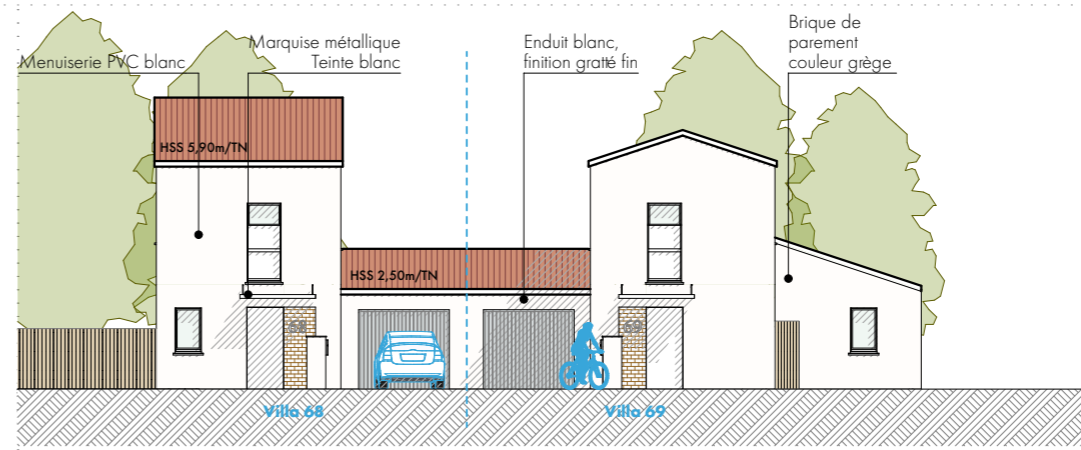 Menuiserie PVC blanc
Marquise métallique
Teinte blanc
Enduit blanc,
finition gratté fin
Brique de
parement
couleur grège
HSS 5,90m/TN
HSS 2,50m/TN
68
69
Villa 68
Villa 69